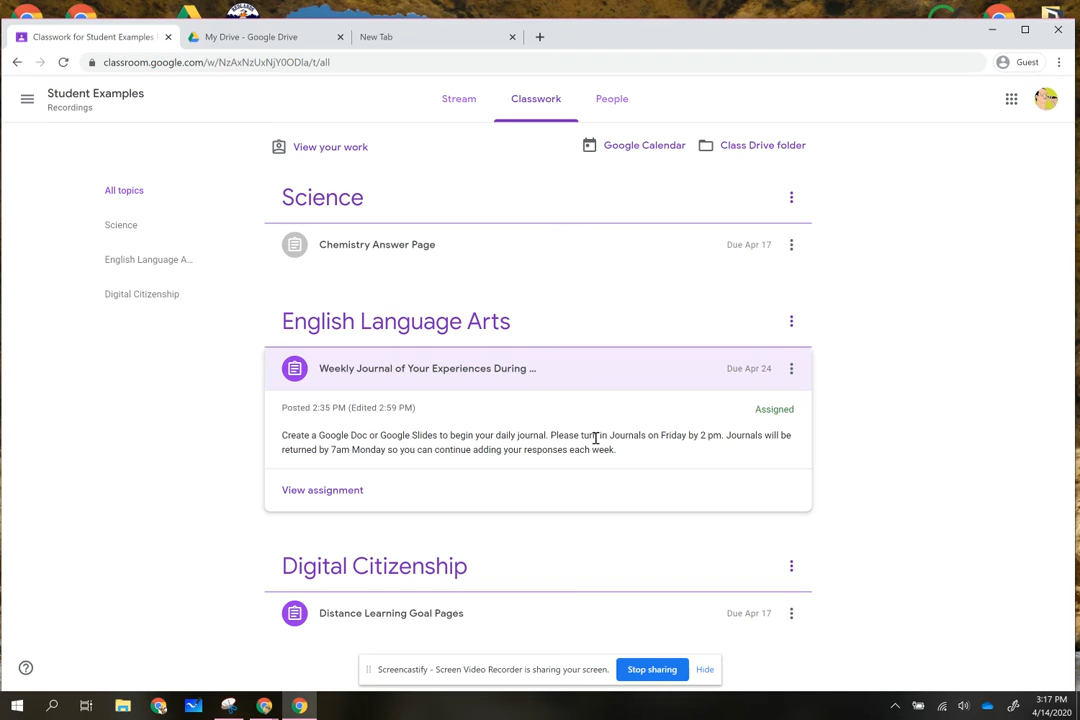 Classwork for Student Examples
My Drive - Google Drive
New Tab
classroom.google.com/w/NzAxNzUxNjY0ODla/t/all
Guest
Student Examples
Recordings
Stream
Classwork
People
View your work
Google Calendar
Class Drive folder
All topics
Science
English Language A...
Digital Citizenship
Science
Chemistry Answer Page
Due Apr 17
English Language Arts
Weekly Journal of Your Experiences During ...
Due Apr 24
Posted 2:35 PM (Edited 2:59 PM)
Assigned
Create a Google Doc or Google Slides to begin your daily journal. Please turn in Journals on Friday by 2 pm. Journals will be
returned by 7am Monday so you can continue adding your responses each week.
View assignment
Digital Citizenship
Distance Learning Goal Pages
Due Apr 17
Screencastify - Screen Video Recorder is sharing your screen.
Stop sharing
Hide
3:17 PM
4/14/2020